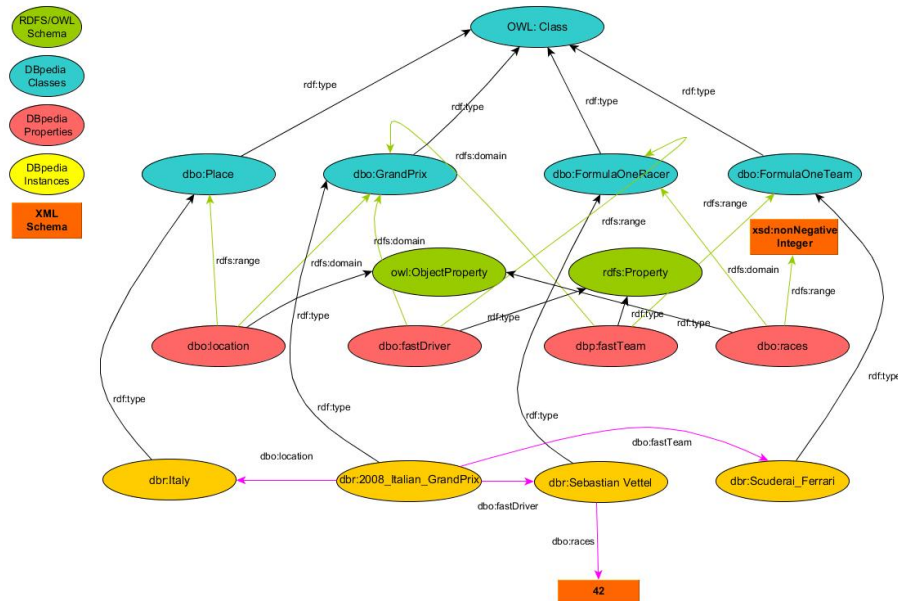 RDFS/OWL
Schema
DBpedia
Classes
DBpedia
Properties
DBpedia
Instances
XML
Schema
OWL: Class
rdf:type
rdf:type
rdf:type
rdf:type
rdfs:domain
dbo:Place
dbo:GrandPrix
dbo:FormulaOneRacer
dbo:FormulaOneTeam
rdfs:range
rdfs:range
xsd:nonNegative
Integer
rdfs:domain
rdfs:domain
rdfs:range
rdfs:domain
rdfs:range
owl:ObjectProperty
rdfs:Property
rdf:type
rdf:type
rdf:type
rdf:type
dbo:location
dbo:fastDriver
dbp:fastTeam
dbo:races
rdf:type
rdf:type
rdf:type
rdf:type
dbo:location
dbo:fastTeam
dbr:Italy
dbr:2008_Italian_GrandPrix
dbr:Sebastian Vettel
dbr:Scuderai_Ferrari
dbo:fastDriver
dbo:races
42